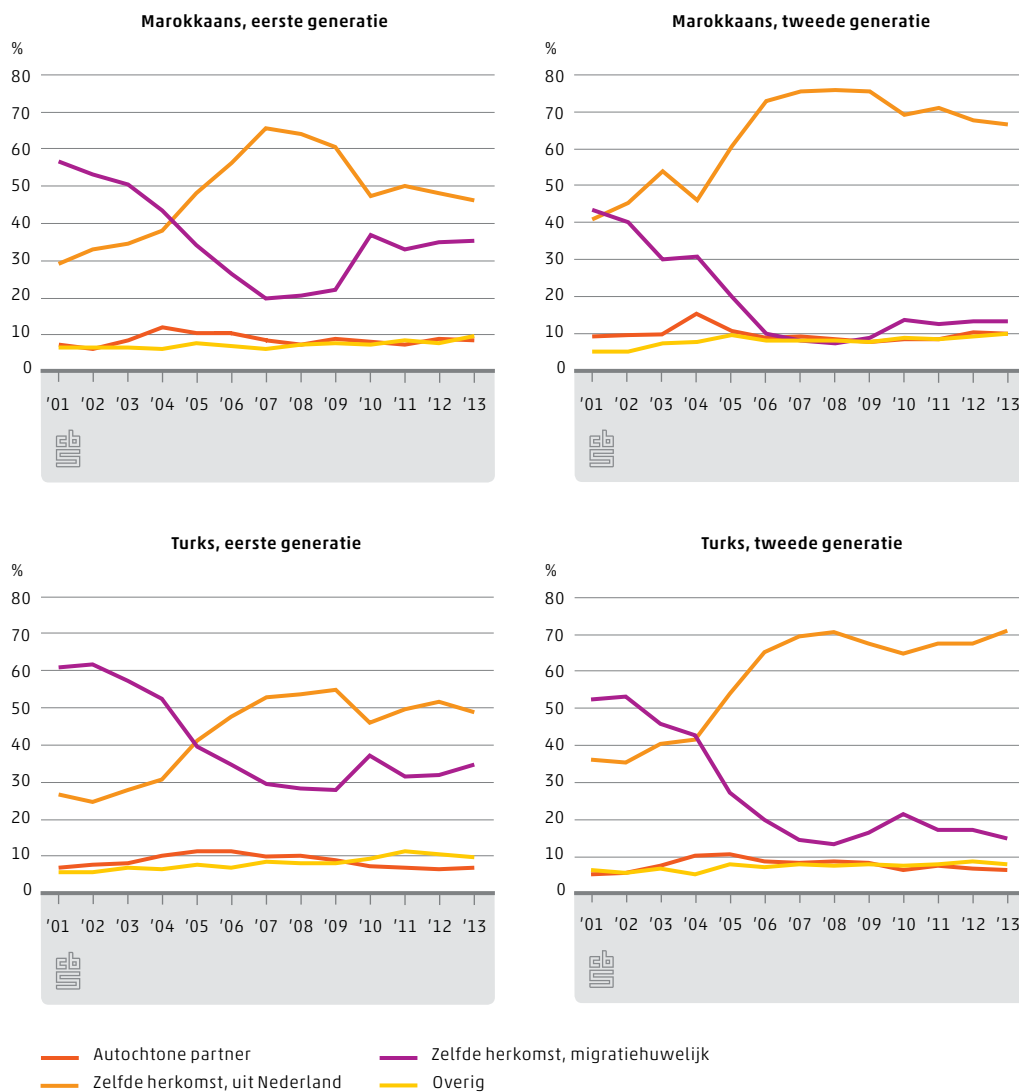 Marokkaans, eerste generatie
%
80
70
60
50
40
30
20
10
0
'01 '02 '03 '04 '05 '06 '07 '08 '09 '10 '11 '12 '13
cbs
Marokkaans, tweede generatie
%
80
70
60
50
40
30
20
10
0
'01 '02 '03 '04 '05 '06 '07 '08 '09 '10 '11 '12 '13
cbs
Turks, eerste generatie
%
80
70
60
50
40
30
20
10
0
'01 '02 '03 '04 '05 '06 '07 '08 '09 '10 '11 '12 '13
cbs
Turks, tweede generatie
%
80
70
60
50
40
30
20
10
0
'01 '02 '03 '04 '05 '06 '07 '08 '09 '10 '11 '12 '13
cbs
Autochtone partner
Zelfde herkomst, migratiehuwelijk
Zelfde herkomst, uit Nederland
Overig